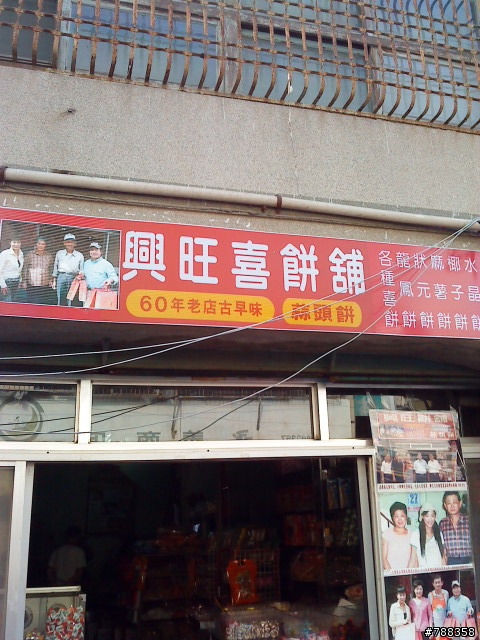 興旺喜餅舖
60年老店古早味
蒜頭餅
各種喜餅
龍鳳餅
狀元餅
麻薯餅
椰子餅
水晶餅
27
#788358